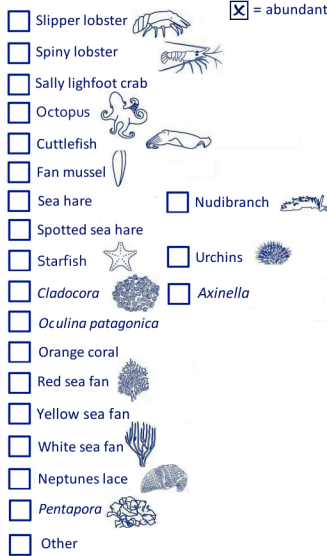 x = abundant
Slipper lobster
Spiny lobster
Sally lighfoot crab
Octopus
Cuttlefish
Fan mussel
Sea hare
Nudibranch
Spotted sea hare
Starfish
Urchins
Cladocora
Axinella
Oculina patagonica
Orange coral
Red sea fan
Yellow sea fan
White sea fan
Neptunes lace
Pentapora
Other